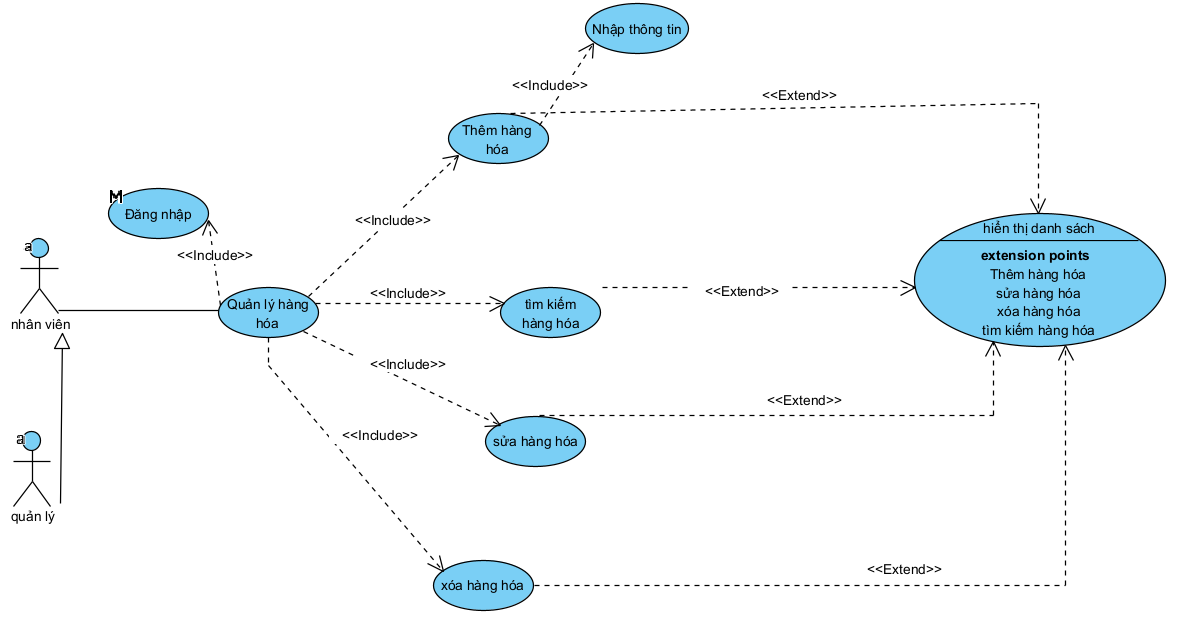 Nhập thông tin
<<Include>>
<<Extend>>
Thêm hàng
hóa
M
Đăng nhập
<<Include>>
<<Include>>
hiển thị danh sách
extension points
Thêm hàng hóa
sửa hàng hóa
xóa hàng hóa
tìm kiếm hàng hóa
a
nhân viên
Quản lý hàng
hóa
<<Include>>
tìm kiếm
hàng hóa
<<Extend>>
<<Include>>
<<Extend>>
sửa hàng hóa
<<Include>>
a
quản lý
xóa hàng hóa
<<Extend>>